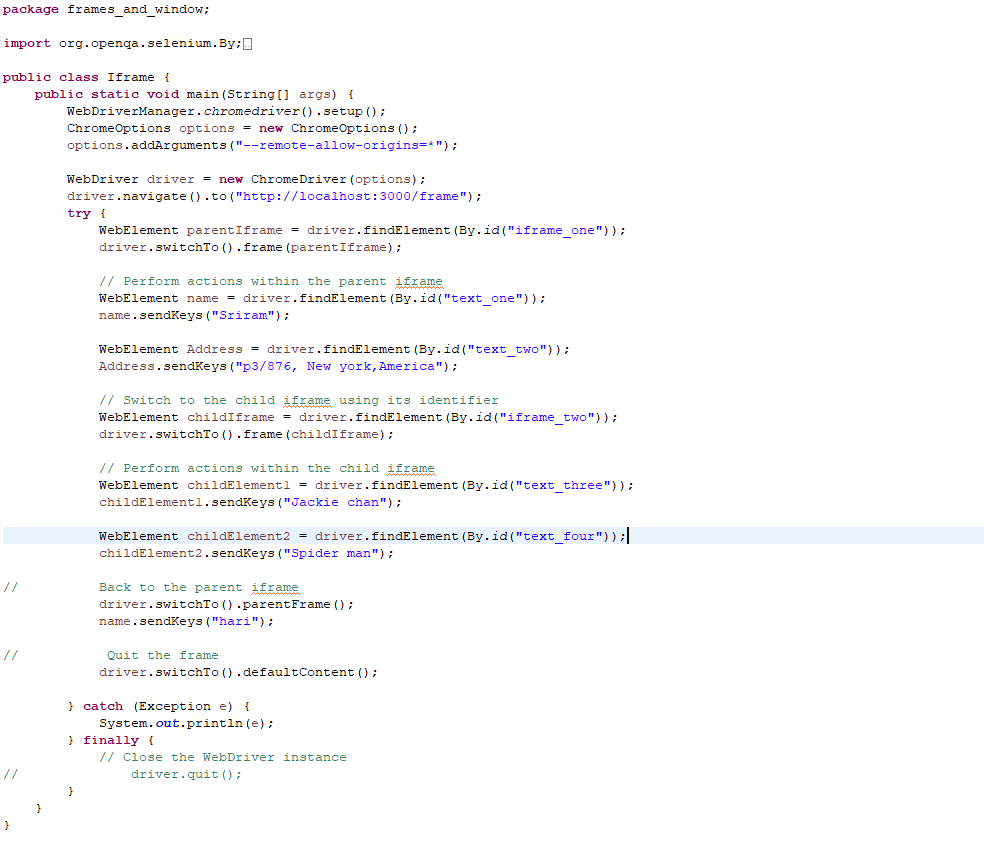 package frames_and_window;
import org.openqa.selenium.By;
public class Iframe {
public static void main(String[] args) {
WebDriverManager.chromedriver().setup();
ChromeOptions options = new ChromeOptions();
options.addArguments("--remote-allow-origins=*");
WebDriver driver = new ChromeDriver(options);
driver.navigate().to("http://localhost:3000/frame");
try {
WebElement parentIframe = driver.findElement(By.id("iframe_one"));
driver.switchTo().frame(parentIframe);
// Perform actions within the parent iframe
WebElement name = driver.findElement(By.id("text_one"));
name.sendKeys("Sriram");
WebElement Address = driver.findElement(By.id("text_two"));
Address.sendKeys("p3/876, New york,America");
// Switch to the child iframe using its identifier
WebElement childIframe = driver.findElement(By.id("iframe_two"));
driver.switchTo().frame(childIframe);
// Perform actions within the child iframe
WebElement childElement1 = driver.findElement(By.id("text_three"));
childElement1.sendKeys("Jackie chan");
WebElement childElement2 = driver.findElement(By.id("text_four"));
childElement2.sendKeys("Spider man");
// Back to the parent iframe
driver.switchTo().parentFrame();
name.sendKeys("hari");
// Quit the frame
driver.switchTo().defaultContent();
} catch (Exception e) {
System.out.println(e);
} finally {
// Close the WebDriver instance
// driver.quit();
}
}
}